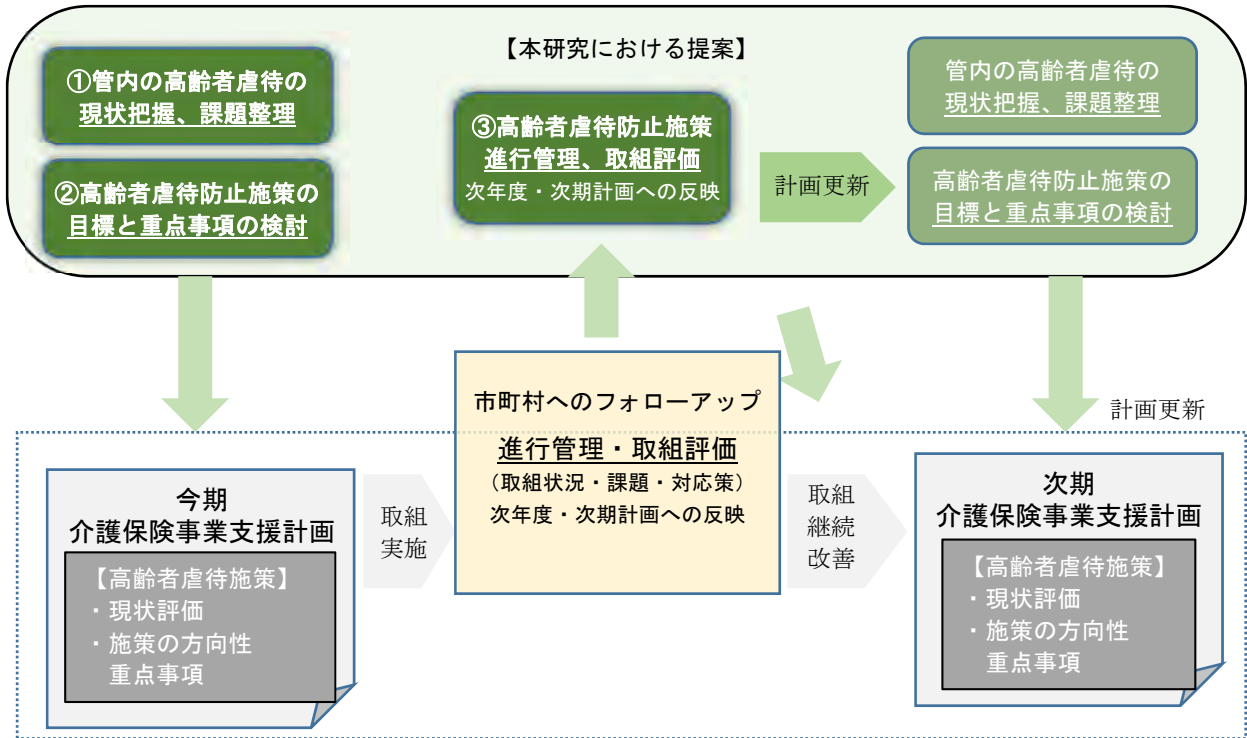 【本研究における提案】
①管内の高齢者虐待の
現状把握、課題整理
②高齢者虐待防止施策の
目標と重点事項の検討
③高齢者虐待防止施策
進行管理、取組評価
次年度・次期計画への反映
計画更新
管内の高齢者虐待の
現状把握、課題整理
高齢者虐待防止施策の
目標と重点事項の検討
計画更新
今期
介護保険事業支援計画
【高齢者虐待施策】
・現状評価
・施策の方向性
重点事項
取組
実施
市町村へのフォローアップ
進行管理・取組評価
（取組状況・課題・対応策）
次年度・次期計画への反映
取組
継続
改善
次期
介護保険事業支援計画
【高齢者虐待施策】
・現状評価
・施策の方向性
重点事項